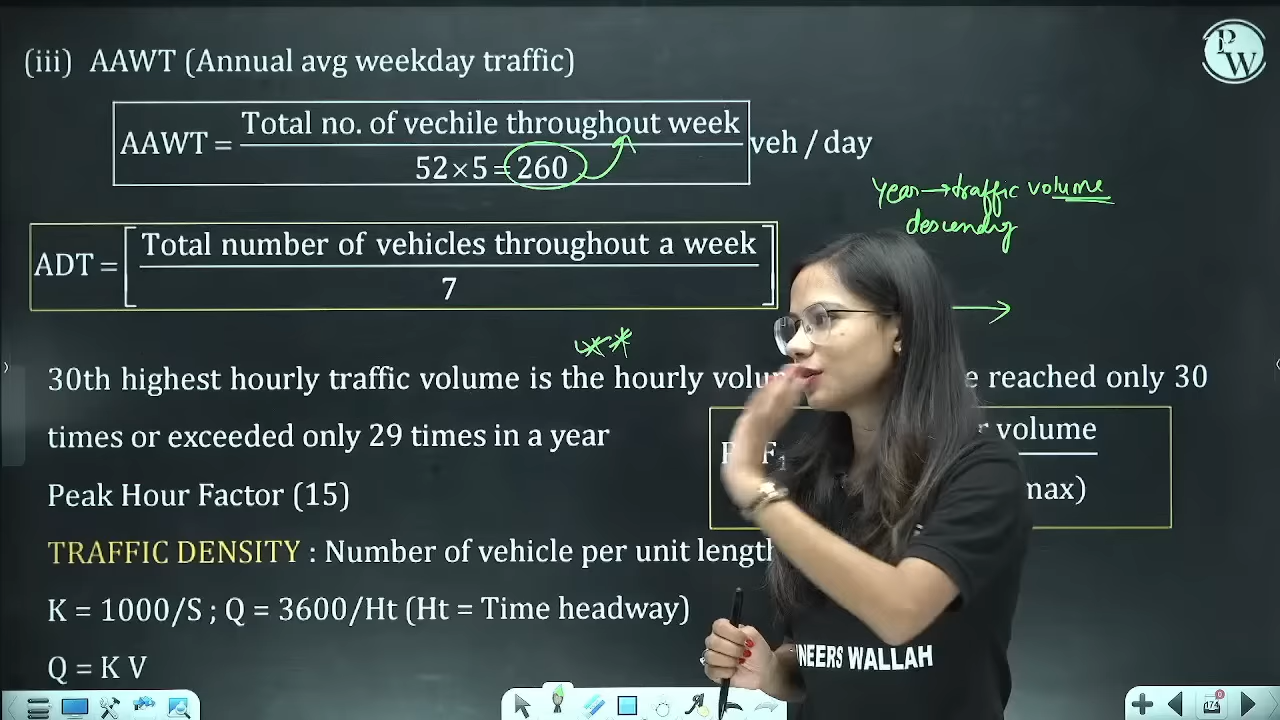 (iii) AAWT (Annual avg weekday traffic)
PW
AAWT = Total no. of vechile throughout week
52×5=260
veh / day
Year→traffic volume
descending
ADT = [Total number of vehicles throughout a week
7]
**
30th highest hourly traffic volume is the hourly e reached only 30
times or exceeded only 29 times in a year
volume
max)
Peak Hour Factor (15)
TRAFFIC DENSITY : Number of vehicle per unit length
K = 1000/S ; Q = 3600/Ht (Ht = Time headway)
NEERS WALLAH
Q = K V
174